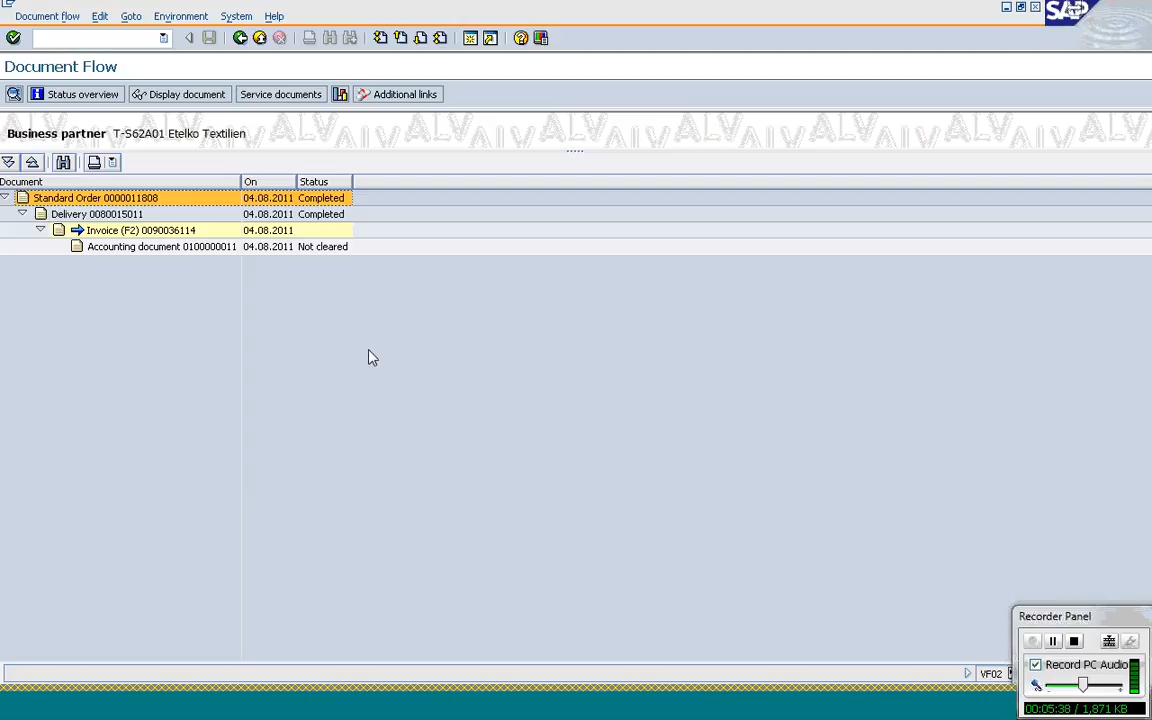 Document flow Edit Goto Environment System Help
SAP
Document Flow
Status overview Display document Service documents Additional links
Business partner T-S62A01 Etelko Textilien
Document On Status
Standard Order 0000011808 04.08.2011 Completed
Delivery 0080015011 04.08.2011 Completed
Invoice (F2) 0090036114 04.08.2011
Accounting document 0100000011 04.08.2011 Not cleared
Recorder Panel
Record PC Audio
VF02
00:05:38 / 1,871 KB